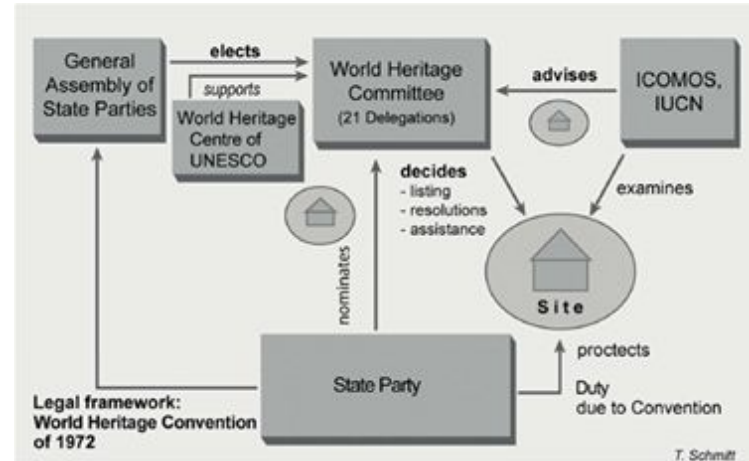 General
Assembly of
State Parties
elects
supports
World Heritage
Centre of
UNESCO
World Heritage
Committee
(21 Delegations)
advises
ICOMOS,
IUCN
decides
- listing
- resolutions
- assistance
examines
nominates
Site
State Party
proctects
Duty
due to Convention
Legal framework:
World Heritage Convention
of 1972
T. Schmitt